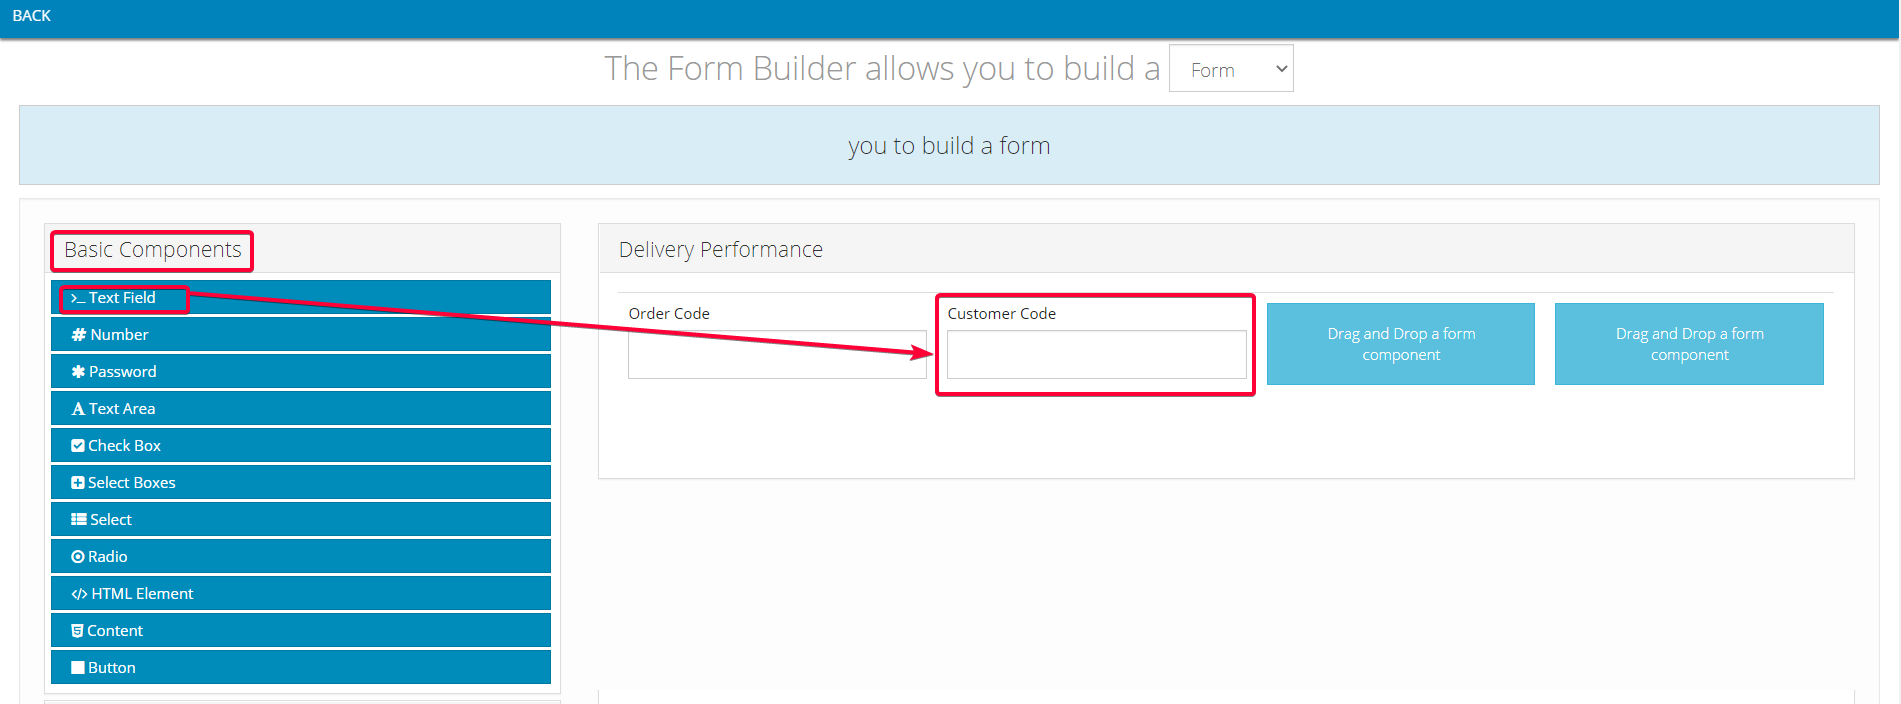 BACK
The Form Builder allows you to build a Form
you to build a form
Basic Components
Text Field
Number
Password
Text Area
Check Box
Select Boxes
Select
Radio
HTML Element
Content
Button
Delivery Performance
Order Code
Customer Code
Drag and Drop a form
component
Drag and Drop a form
component